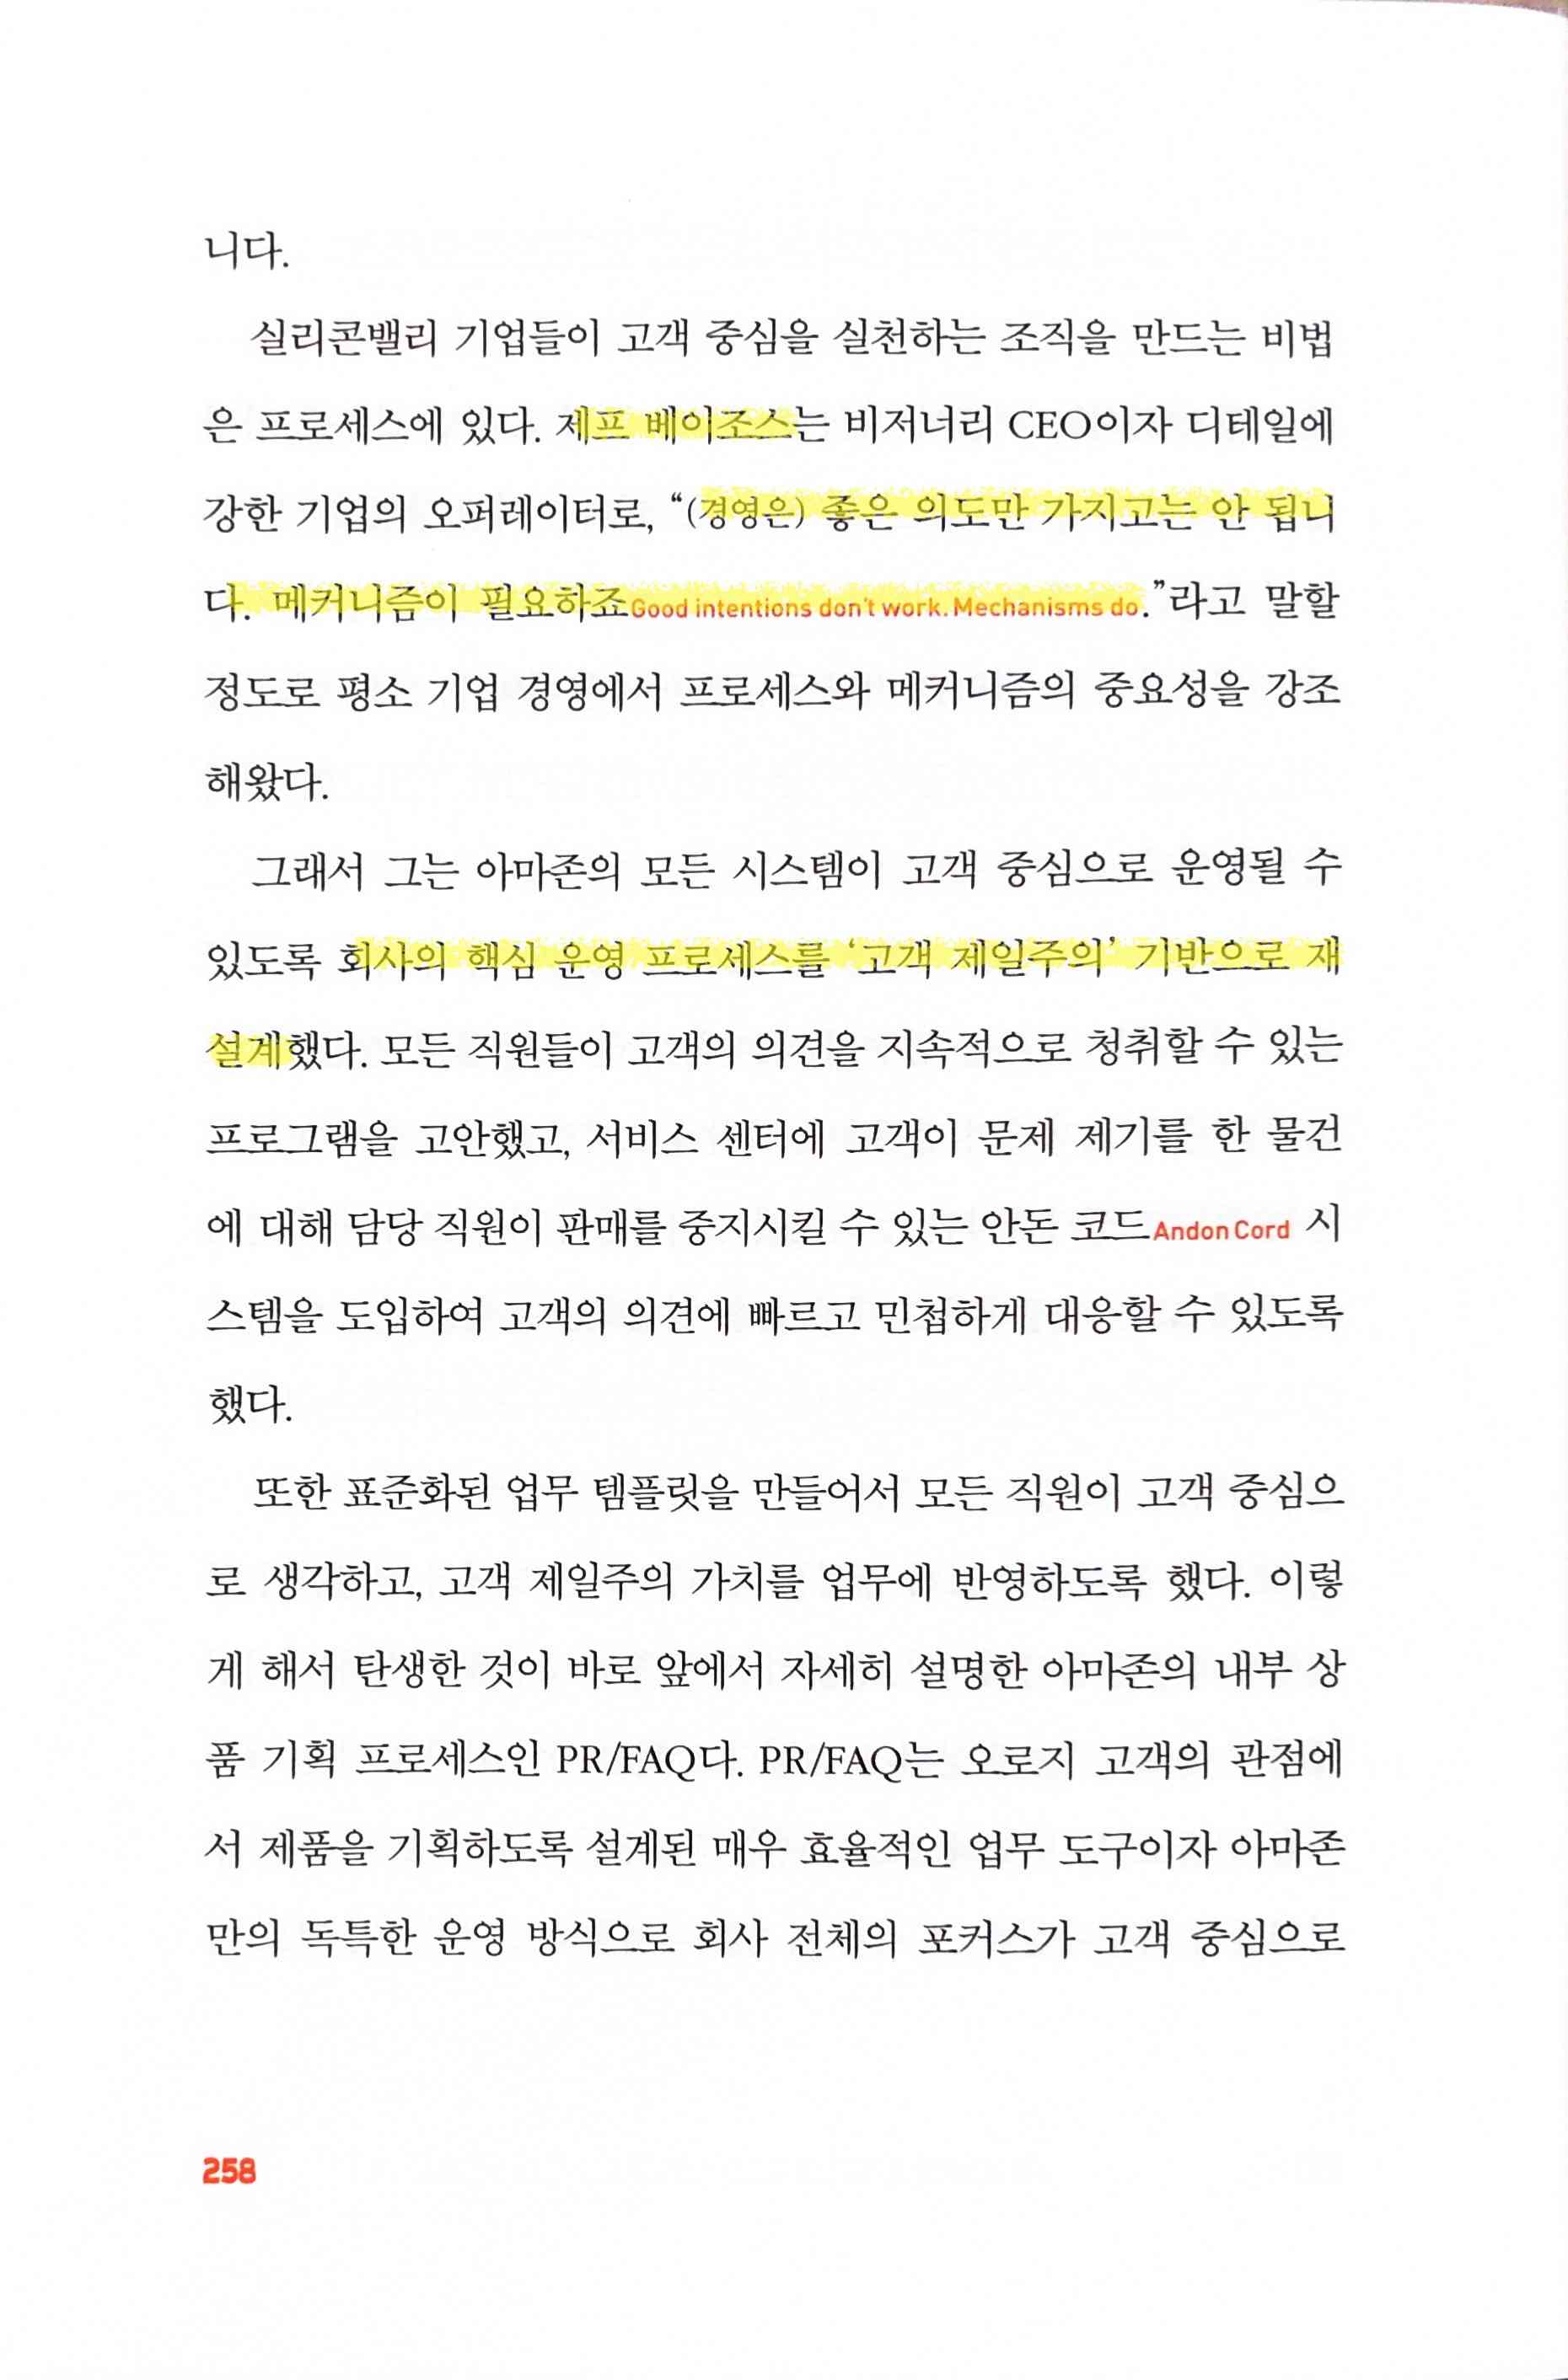 니다.
실리콘밸리 기업들이 고객 중심을 실천하는 조직을 만드는 비법
은 프로세스에 있다. 제프 베이조스는 비저너리 CEO이자 디테일에
강한 기업의 오퍼레이터로, “(경영은) 좋은 의도만 가지고는 안 됩니
다. 메커니즘이 필요하죠Good intentions don't work. Mechanisms do.”라고 말할
정도로 평소 기업 경영에서 프로세스와 메커니즘의 중요성을 강조
해왔다.
그래서 그는 아마존의 모든 시스템이 고객 중심으로 운영될 수
있도록 회사의 핵심 운영 프로세스를 ‘고객 제일주의’ 기반으로 재
설계했다. 모든 직원들이 고객의 의견을 지속적으로 청취할 수 있는
프로그램을 고안했고, 서비스 센터에 고객이 문제 제기를 한 물건
에 대해 담당 직원이 판매를 중지시킬 수 있는 안돈 코드Andon Cord 시
스템을 도입하여 고객의 의견에 빠르고 민첩하게 대응할 수 있도록
했다.
또한 표준화된 업무 템플릿을 만들어서 모든 직원이 고객 중심으
로 생각하고, 고객 제일주의 가치를 업무에 반영하도록 했다. 이렇
게 해서 탄생한 것이 바로 앞에서 자세히 설명한 아마존의 내부 상
품 기획 프로세스인 PR/FAQ다. PR/FAQ는 오로지 고객의 관점에
서 제품을 기획하도록 설계된 매우 효율적인 업무 도구이자 아마존
만의 독특한 운영 방식으로 회사 전체의 포커스가 고객 중심으로
258